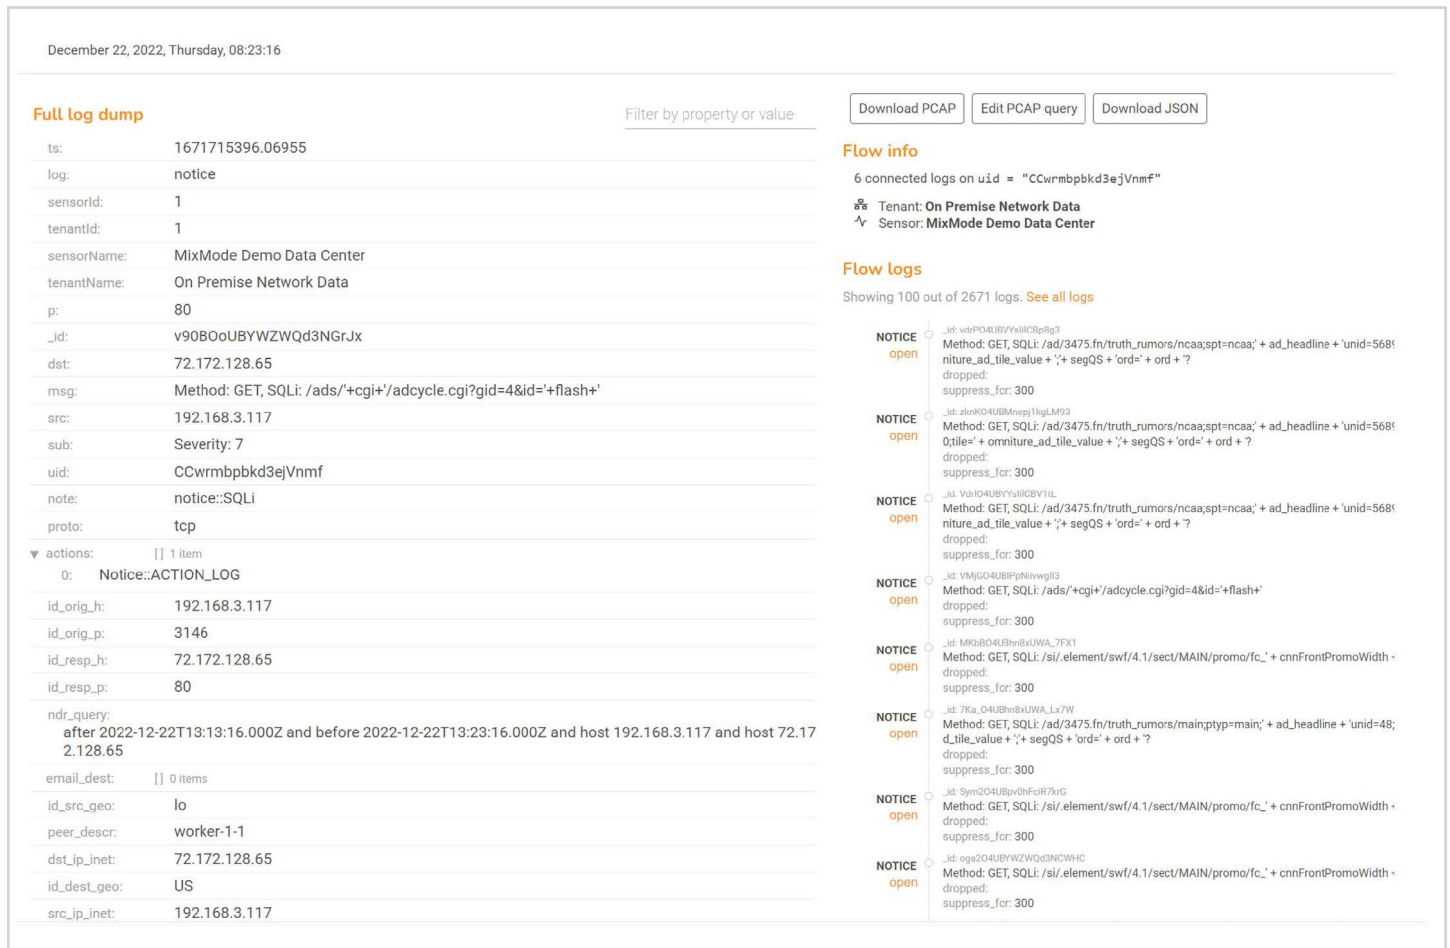 December 22, 2022, Thursday, 08:23:16
Full log dump
Filter by property or value
ts: 1671715396.06955
log: notice
sensorId: 1
tenantId: 1
sensorName: MixMode Demo Data Center
tenantName: On Premise Network Data
p: 80
_id: v90BOoUBYWZWQd3NGrJx
dst: 72.172.128.65
msg: Method: GET, SQLi: /ads/'+cgi+'/adcycle.cgi?gid=4&id='+flash+'
src: 192.168.3.117
sub: Severity: 7
uid: CCwrmbpbkd3ejVnmf
note: notice::SQLi
proto: tcp
▼ actions: [] 1 item
0: Notice::ACTION_LOG
id_orig_h: 192.168.3.117
id_orig_p: 3146
id_resp_h: 72.172.128.65
id_resp_p: 80
ndr_query:
after 2022-12-22T13:13:16.000Z and before 2022-12-22T13:23:16.000Z and host 192.168.3.117 and host 72.17
2.128.65
email_dest: [] 0 items
id_src_geo: lo
peer_descr: worker-1-1
dst_ip_inet: 72.172.128.65
id_dest_geo: US
src_ip_inet: 192.168.3.117
Download PCAP
Edit PCAP query
Download JSON
Flow info
6 connected logs on uid = "CCwrmbpbkd3ejVnmf"
Tenant: On Premise Network Data
Sensor: MixMode Demo Data Center
Flow logs
Showing 100 out of 2671 logs. See all logs
NOTICE
open
_id:
Method: GET, SQLi: /ad/3475.fn/truth_rumors/ncaa;spt=ncaa;' + ad_headline + 'unid=568
niture_ad_tile_value + ';'+ segQS + 'ord=' + ord + '?
dropped:
suppress_for: 300
NOTICE
open
_id: zknKO4UBMnepj1kgLM93
Method: GET, SQLi: /ad/3475.fn/truth_rumors/ncaa;spt=ncaa;' + ad_headline + 'unid=568
0;tile=' + omniture_ad_tile_value + ';'+ segQS + 'ord=' + ord + '?
dropped:
suppress_for: 300
NOTICE
open
_id:
Method: GET, SQLi: /ad/3475.fn/truth_rumors/ncaa;spt=ncaa;' + ad_headline + 'unid=568
niture_ad_tile_value + ';'+ segQS + 'ord=' + ord + '?
dropped:
suppress_for: 300
NOTICE
open
_id:
Method: GET, SQLi: /ads/'+cgi+'/adcycle.cgi?gid=4&id='+flash+'
dropped:
suppress_for: 300
NOTICE
open
_id: MKbBO4UBhn8xUWA_7FX1
Method: GET, SQLi: /si/.element/swf/4.1/sect/MAIN/promo/fc_' + cnnFrontPromoWidth +
dropped:
suppress_for: 300
NOTICE
open
_id: 7Ka_O4UBhn8xUWA_Lx7W
Method: GET, SQLi: /ad/3475.fn/truth_rumors/main;ptyp=main;' + ad_headline + 'unid=48;
d_tile_value + ';'+ segQS + 'ord=' + ord + '?
dropped:
suppress_for: 300
NOTICE
open
_id: Sym2O4UBpv0hFciR7krG
Method: GET, SQLi: /si/.element/swf/4.1/sect/MAIN/promo/fc_' + cnnFrontPromoWidth +
dropped:
suppress_for: 300
NOTICE
open
_id: oga2O4UBYWZWQd3NCWHC
Method: GET, SQLi: /si/.element/swf/4.1/sect/MAIN/promo/fc_' + cnnFrontPromoWidth +
dropped:
suppress_for: 300